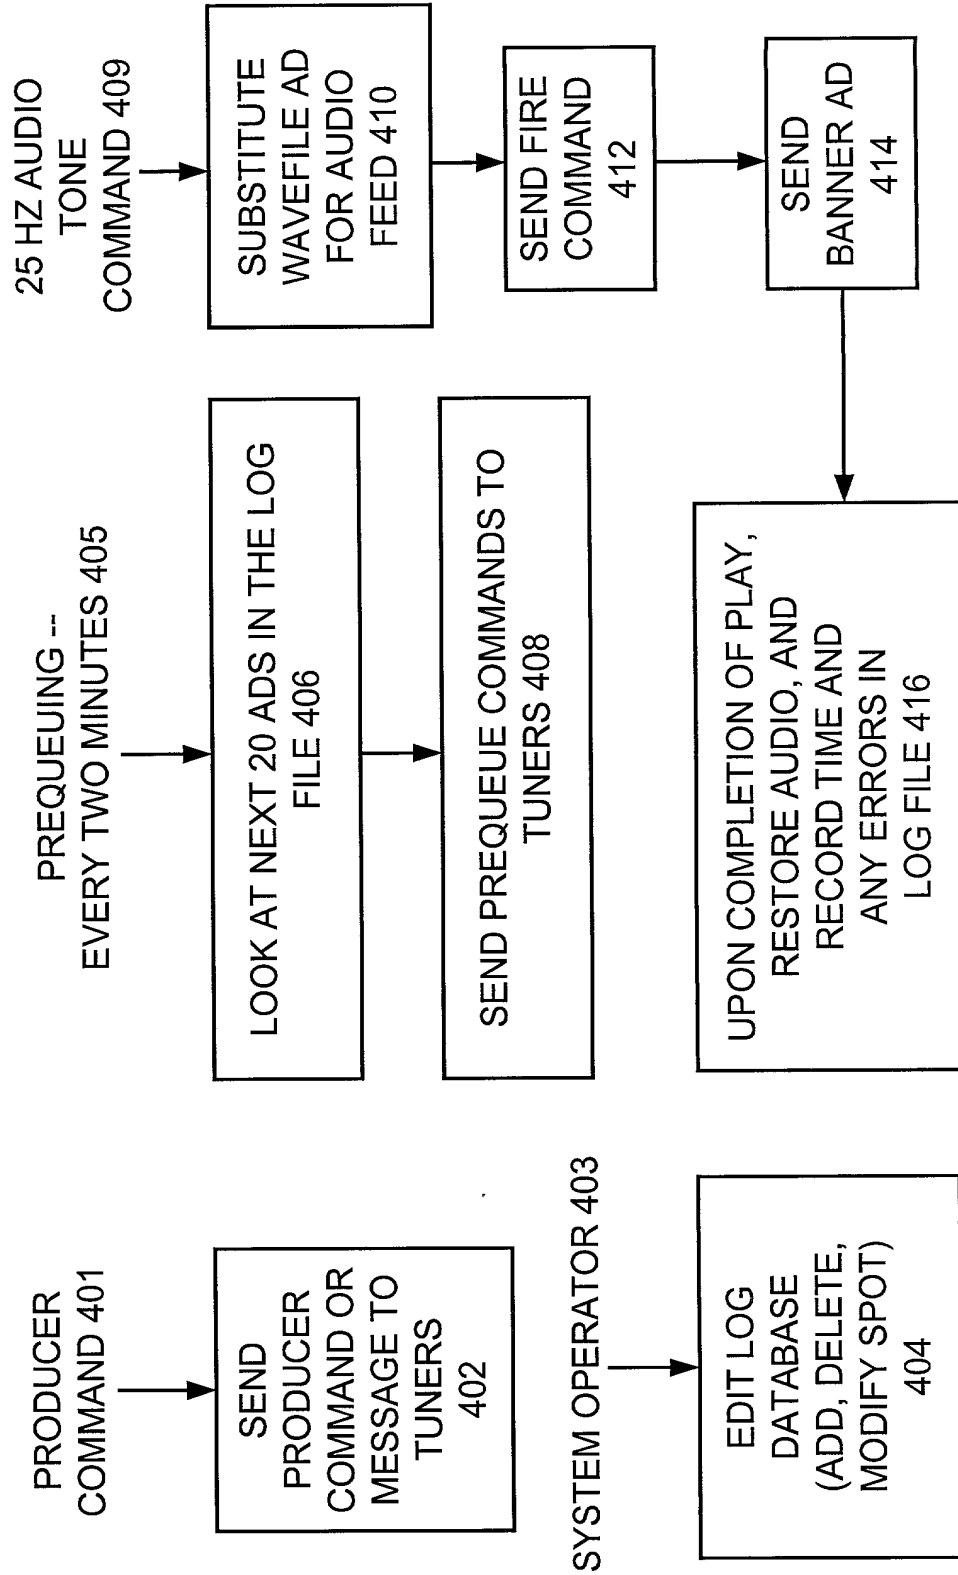 PRODUCER
COMMAND 401
SEND
PRODUCER
COMMAND OR
MESSAGE TO
TUNERS
402
SYSTEM OPERATOR 403
EDIT LOG
DATABASE
(ADD, DELETE,
MODIFY SPOT)
404
PREQUEUING --
EVERY TWO MINUTES 405
LOOK AT NEXT 20 ADS IN THE LOG
FILE 406
SEND PREQUEUE COMMANDS TO
TUNERS 408
25 HZ AUDIO
TONE
COMMAND 409
SUBSTITUTE
WAVEFILE AD
FOR AUDIO
FEED 410
SEND FIRE
COMMAND
412
SEND
BANNER AD
414
UPON COMPLETION OF PLAY,
RESTORE AUDIO, AND
RECORD TIME AND
ANY ERRORS IN
LOG FILE 416